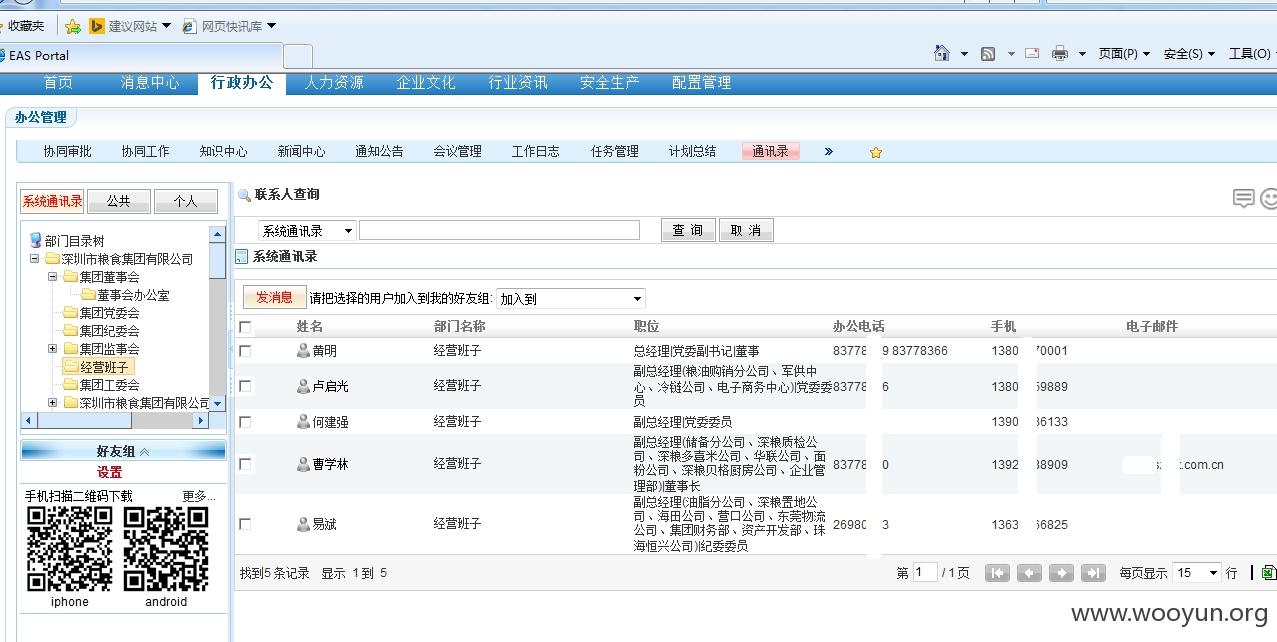 收藏夹 建议网站 网页快讯库
EAS Portal 页面(P) 安全(S) 工具(O)
首页 消息中心 行政办公 人力资源 企业文化 行业资讯 安全生产 配置管理
办公管理
协同审批 协同工作 知识中心 新闻中心 通知公告 会议管理 工作日志 任务管理 计划总结 通讯录 »
系统通讯录 公共 个人
部门目录树
深圳市粮食集团有限公司
集团董事会
董事会办公室
集团党委会
集团纪委会
集团监事会
经营班子
集团工委会
深圳市粮食集团有限公司
好友组
设置
手机扫描二维码下载 更多...
iphone android
联系人查询
系统通讯录 查 询 取 消
系统通讯录
发消息 请把选择的用户加入到我的好友组: 加入到
姓名 部门名称 职位 办公电话 手机 电子邮件
黄明 经营班子 总经理|党委副书记|董事 83778 9 83778366 1380 70001
卢启光 经营班子 副总经理(粮油购销分公司、军供中
心、冷链公司、电子商务中心)|党委委
员 83778 6 1380 59889
何建强 经营班子 副总经理|党委委员 1390 36133
曹学林 经营班子 副总经理(储备分公司、深粮质检公
司、深粮多喜米公司、华联公司、面
粉公司、深粮贝格厨房公司、企业管
理部)|董事长 83778 0 1392 38909 sz t.com.cn
易斌 经营班子 副总经理(油脂分公司、深粮置地公
司、海田公司、营口公司、东莞物流
公司、集团财务部、资产开发部、珠
海恒兴公司)|纪委委员 26980 3 1363 66825
找到5 条记录 显示 1到 5 第 1 / 1页 每页显示 15 行
www.wooyun.org